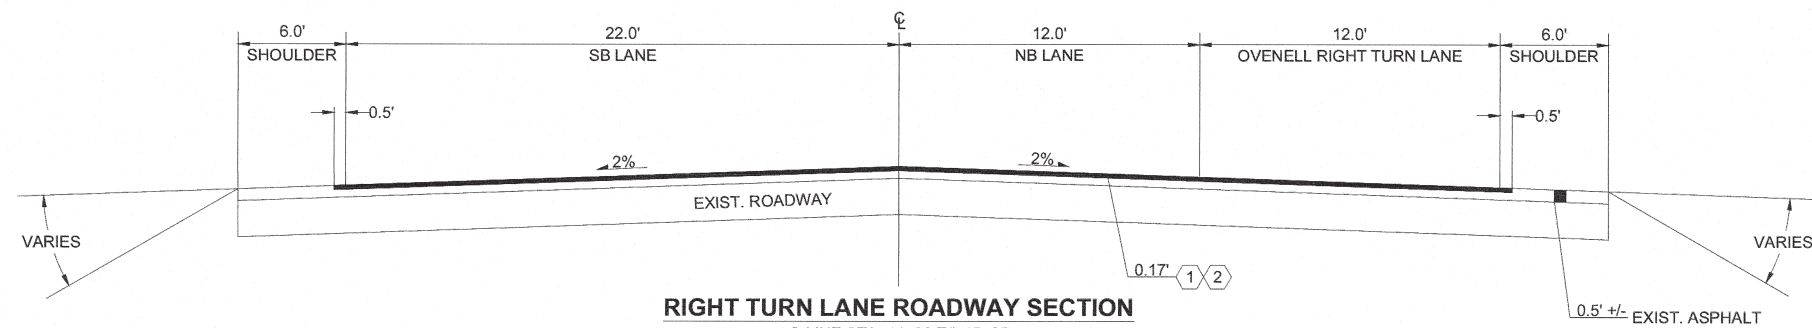 ℄
6.0'
22.0'
12.0'
12.0'
6.0'
SHOULDER
SB LANE
NB LANE
OVENELL RIGHT TURN LANE
SHOULDER
0.5'
0.5'
2%
2%
EXIST. ROADWAY
VARIES
VARIES
0.17' 1 2
RIGHT TURN LANE ROADWAY SECTION
0.5' +/- EXIST. ASPHALT